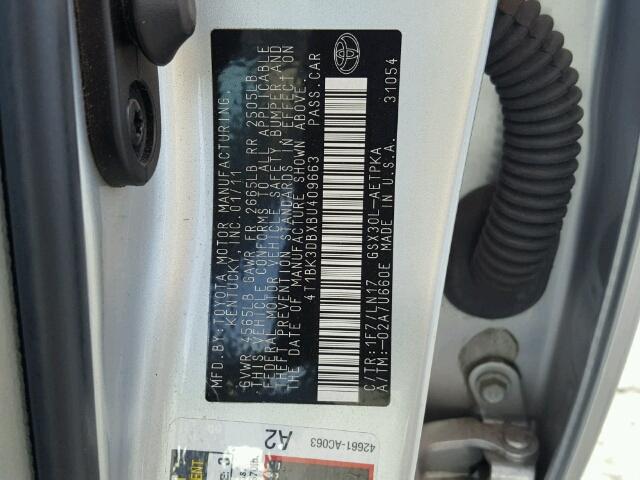 MFD.BY:TOYOTA MOTOR MANUFACTURING,
KENTUCKY, INC. 01/11
GVWR 4565LB GAWR FR 2665LB RR 2505LB
THIS VEHICLE CONFORMS TO ALL APPLICABLE
FEDERAL MOTOR VEHICLE SAFETY, BUMPER AND
THEFT PREVENTION STANDARDS IN EFFECT ON
THE DATE OF MANUFACTURE SHOWN ABOVE.
4T1BK3DBXBU409663 PASS.CAR
C/TR:1F7/LN17 GSX30L-AETPKA 31054
A/TM:-02A/U660E MADE IN U.S.A.
A2
42661-AC063